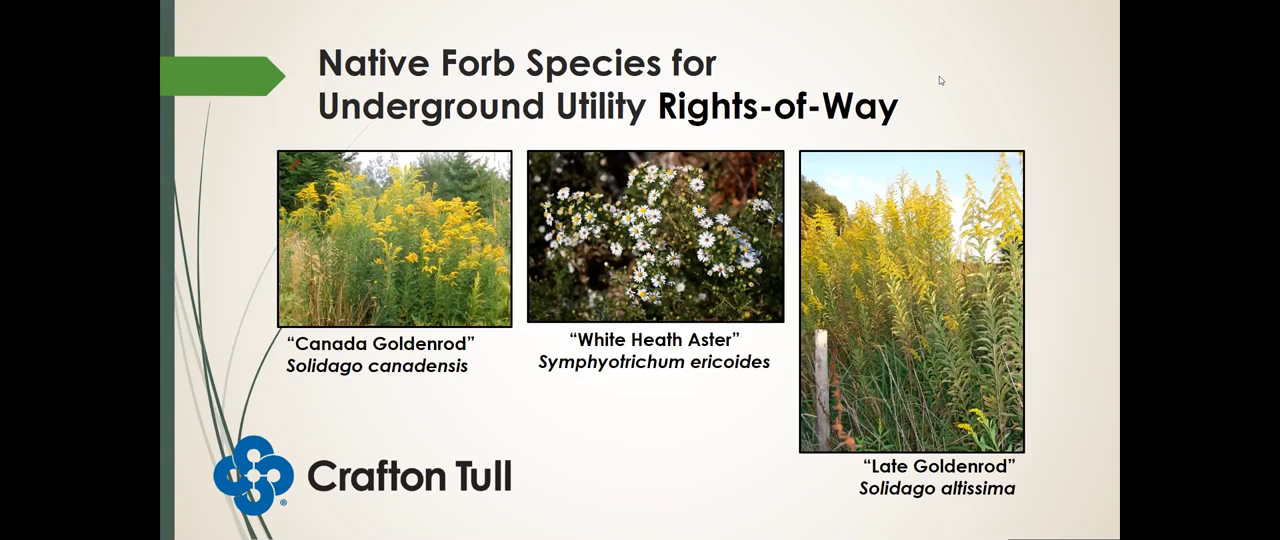 Native Forb Species for
Underground Utility Rights-of-Way
“Canada Goldenrod”
Solidago canadensis
“White Heath Aster”
Symphyotrichum ericoides
“Late Goldenrod”
Solidago altissima
Crafton Tull
®